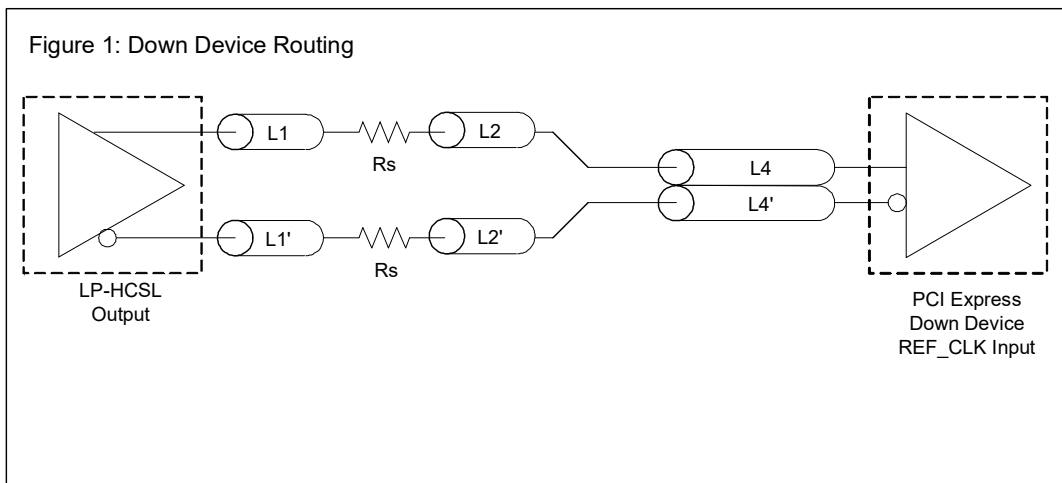 Figure 1: Down Device Routing
L1
L2
Rs
L4
L4'
L1'
L2'
Rs
LP-HCSL
Output
PCI Express
Down Device
REF_CLK Input